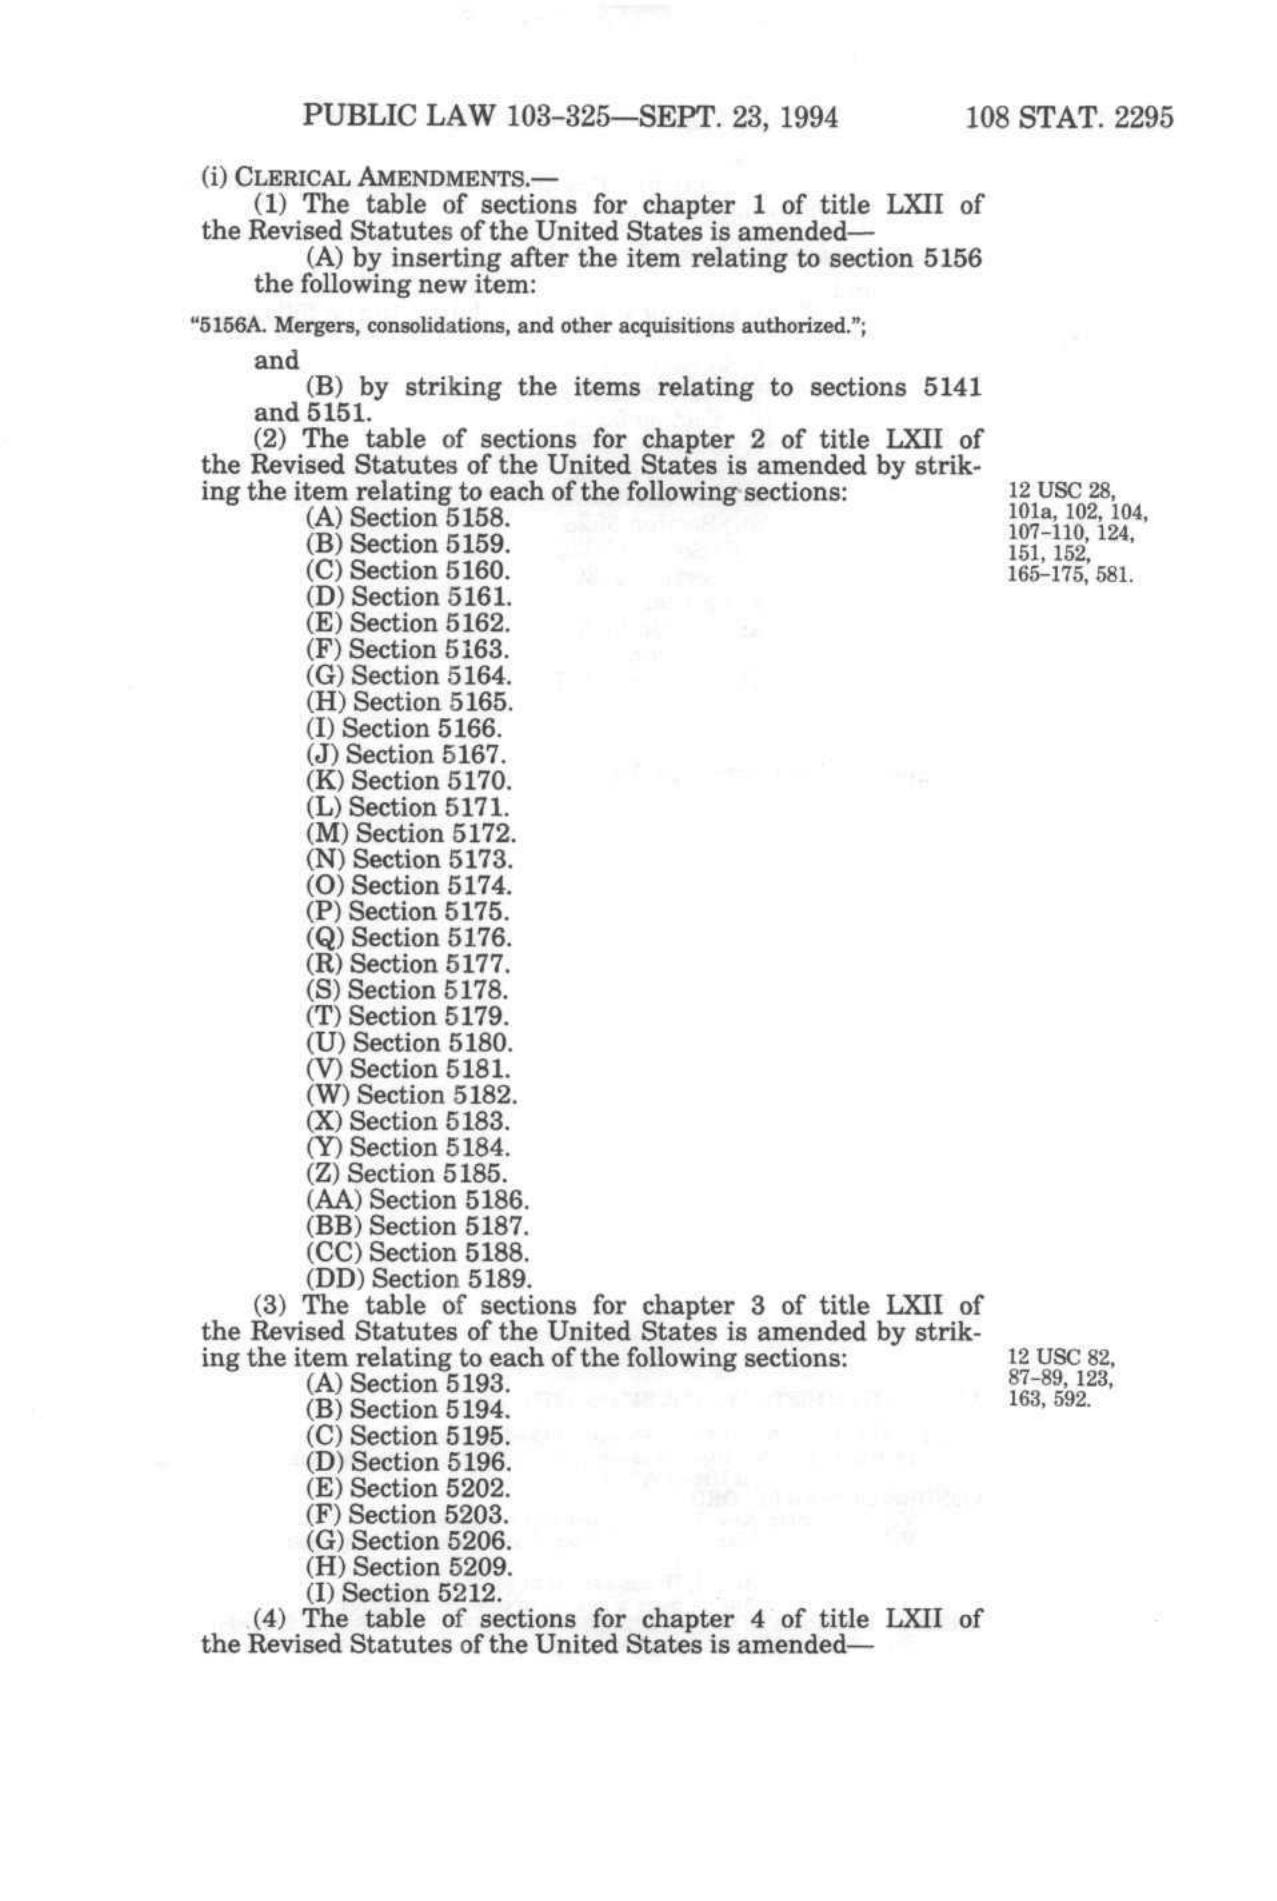 PUBLIC LAW 103–325—SEPT. 23, 1994 108 STAT. 2295
(i) CLERICAL AMENDMENTS.—
(1) The table of sections for chapter 1 of title LXII of
the Revised Statutes of the United States is amended—
(A) by inserting after the item relating to section 5156
the following new item:
“5156A. Mergers, consolidations, and other acquisitions authorized.”;
and
(B) by striking the items relating to sections 5141
and 5151.
(2) The table of sections for chapter 2 of title LXII of
the Revised Statutes of the United States is amended by strik-
ing the item relating to each of the following sections:
12 USC 28,
101a, 102, 104,
107–110, 124,
151, 152,
165–175, 581.
(A) Section 5158.
(B) Section 5159.
(C) Section 5160.
(D) Section 5161.
(E) Section 5162.
(F) Section 5163.
(G) Section 5164.
(H) Section 5165.
(I) Section 5166.
(J) Section 5167.
(K) Section 5170.
(L) Section 5171.
(M) Section 5172.
(N) Section 5173.
(O) Section 5174.
(P) Section 5175.
(Q) Section 5176.
(R) Section 5177.
(S) Section 5178.
(T) Section 5179.
(U) Section 5180.
(V) Section 5181.
(W) Section 5182.
(X) Section 5183.
(Y) Section 5184.
(Z) Section 5185.
(AA) Section 5186.
(BB) Section 5187.
(CC) Section 5188.
(DD) Section 5189.
(3) The table of sections for chapter 3 of title LXII of
the Revised Statutes of the United States is amended by strik-
ing the item relating to each of the following sections:
12 USC 82,
87–89, 123,
163, 592.
(A) Section 5193.
(B) Section 5194.
(C) Section 5195.
(D) Section 5196.
(E) Section 5202.
(F) Section 5203.
(G) Section 5206.
(H) Section 5209.
(I) Section 5212.
(4) The table of sections for chapter 4 of title LXII of
the Revised Statutes of the United States is amended—